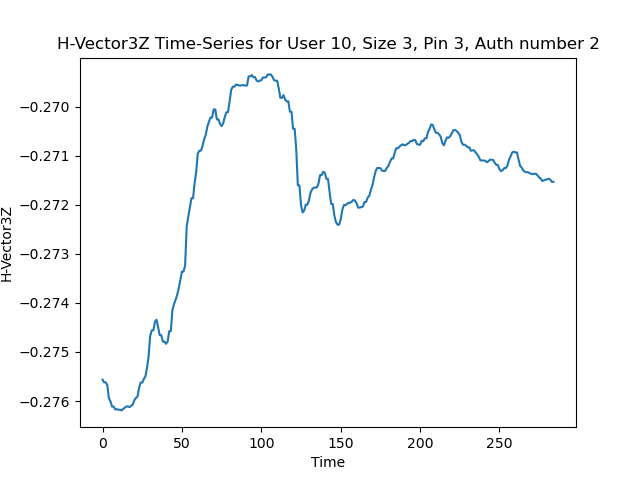 H-Vector3Z Time-Series for User 10, Size 3, Pin 3, Auth number 2
−0.270
−0.271
−0.272
−0.273
−0.274
−0.275
−0.276
H-Vector3Z
0 50 100 150 200 250
Time